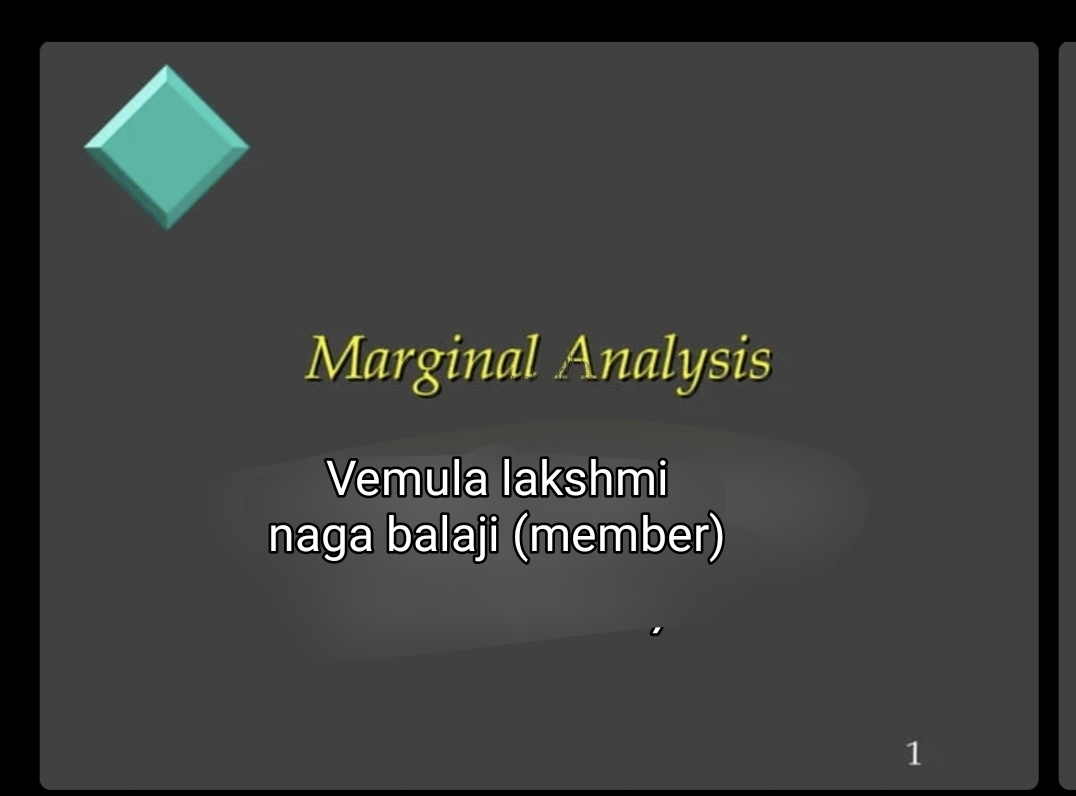 Marginal Analysis
Vemula lakshmi
naga balaji (member)
1